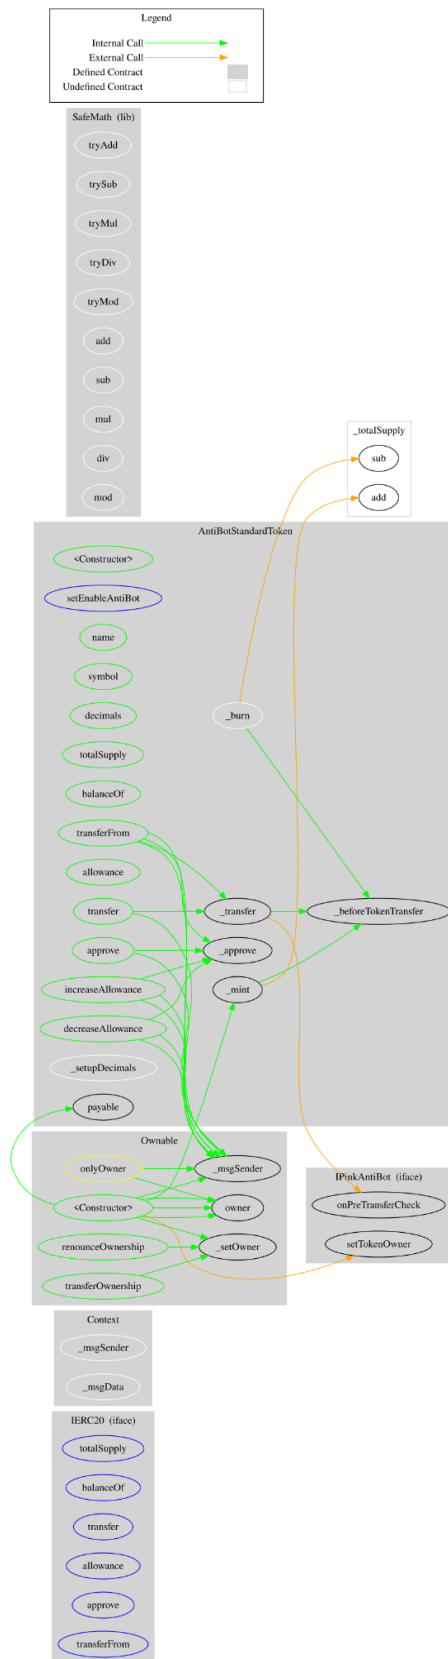 Legend
Internal Call
External Call
Defined Contract
Undefined Contract
SafeMath (lib)
tryAdd
trySub
tryMul
tryDiv
tryMod
add
sub
mul
div
mod
_totalSupply
sub
add
AntiBotStandardToken
<Constructor>
setEnableAntiBot
name
symbol
decimals
totalSupply
balanceOf
transferFrom
allowance
transfer
approve
increaseAllowance
decreaseAllowance
_setupDecimals
payable
_burn
_transfer
_approve
_mint
_beforeTokenTransfer
Ownable
onlyOwner
<Constructor>
renounceOwnership
transferOwnership
_msgSender
owner
_setOwner
IPinkAntiBot (iface)
onPreTransferCheck
setTokenOwner
Context
_msgSender
_msgData
IERC20 (iface)
totalSupply
balanceOf
transfer
allowance
approve
transferFrom